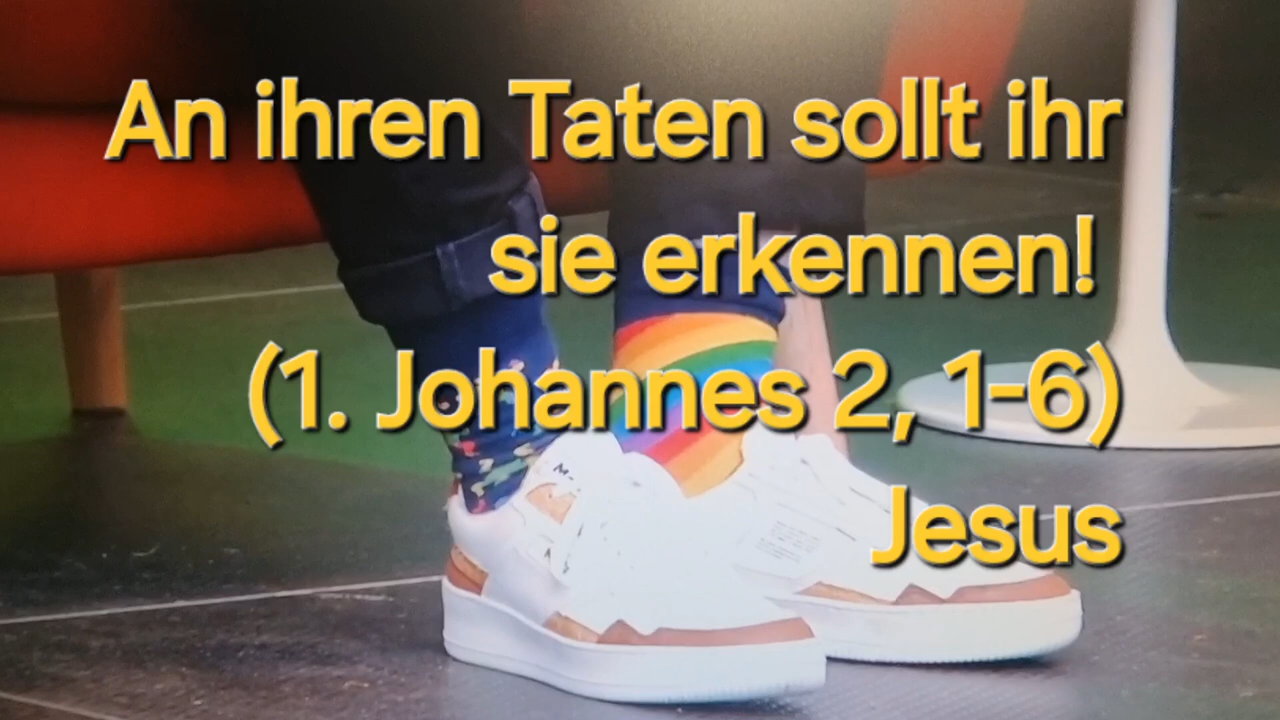 An ihren Taten sollt ihr
sie erkennen!
(1. Johannes 2, 1-6)
Jesus